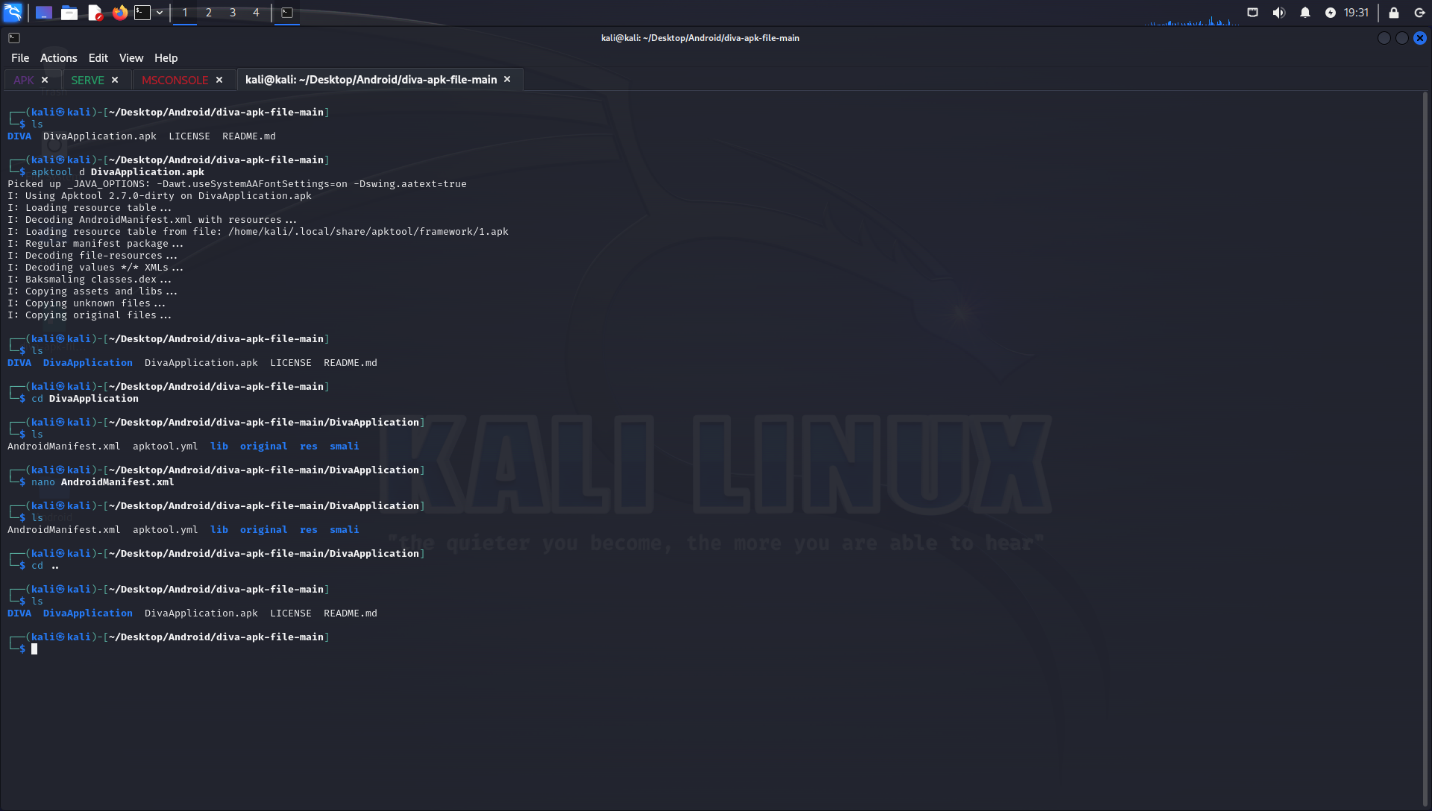 1 2 3 4 19:31
kali@kali: ~/Desktop/Android/diva-apk-file-main
File Actions Edit View Help
APK × SERVE × MSCONSOLE × kali@kali: ~/Desktop/Android/diva-apk-file-main ×
┌──(kali㉿kali)-[~/Desktop/Android/diva-apk-file-main]
└─$ ls
DIVA DivaApplication.apk LICENSE README.md
┌──(kali㉿kali)-[~/Desktop/Android/diva-apk-file-main]
└─$ apktool d DivaApplication.apk
Picked up _JAVA_OPTIONS: -Dawt.useSystemAAFontSettings=on -Dswing.aatext=true
I: Using Apktool 2.7.0-dirty on DivaApplication.apk
I: Loading resource table...
I: Decoding AndroidManifest.xml with resources...
I: Loading resource table from file: /home/kali/.local/share/apktool/framework/1.apk
I: Regular manifest package...
I: Decoding file-resources...
I: Decoding values */* XMLs...
I: Baksmaling classes.dex...
I: Copying assets and libs...
I: Copying unknown files...
I: Copying original files...
┌──(kali㉿kali)-[~/Desktop/Android/diva-apk-file-main]
└─$ ls
DIVA DivaApplication DivaApplication.apk LICENSE README.md
┌──(kali㉿kali)-[~/Desktop/Android/diva-apk-file-main]
└─$ cd DivaApplication
┌──(kali㉿kali)-[~/Desktop/Android/diva-apk-file-main/DivaApplication]
└─$ ls
AndroidManifest.xml apktool.yml lib original res smali
┌──(kali㉿kali)-[~/Desktop/Android/diva-apk-file-main/DivaApplication]
└─$ nano AndroidManifest.xml
┌──(kali㉿kali)-[~/Desktop/Android/diva-apk-file-main/DivaApplication]
└─$ ls
AndroidManifest.xml apktool.yml lib original res smali
┌──(kali㉿kali)-[~/Desktop/Android/diva-apk-file-main/DivaApplication]
└─$ cd ..
┌──(kali㉿kali)-[~/Desktop/Android/diva-apk-file-main]
└─$ ls
DIVA DivaApplication DivaApplication.apk LICENSE README.md
┌──(kali㉿kali)-[~/Desktop/Android/diva-apk-file-main]
└─$
KALI LINUX
"the quieter you become, the more you are able to hear"